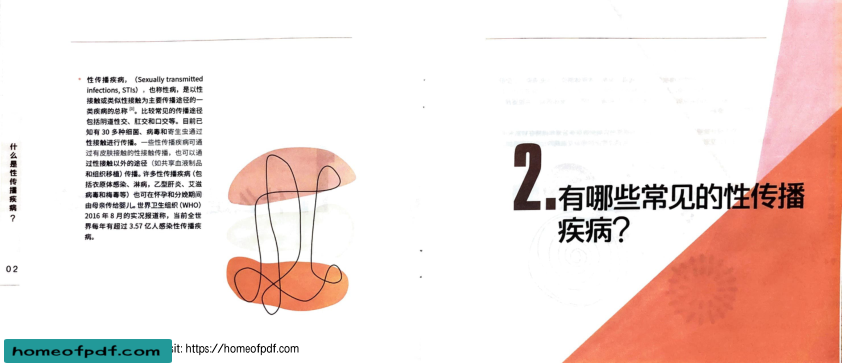 性传播疾病，（Sexually transmitted
infections, STIs），也称性病，是以性
接触或类似性接触为主要传播途径的一
类疾病的总称[2]。比较常见的传播途径
包括阴道性交、肛交和口交等。目前已
知有 30 多种细菌、病毒和寄生虫通过
性接触进行传播。一些性传播疾病可通
过有皮肤接触的性接触传播，也可以通
过性接触以外的途径（如共享血液制品
和组织移植）传播。许多性传播疾病（包
括衣原体感染、淋病，乙型肝炎、艾滋
病毒和梅毒等）也可在怀孕和分娩期间
由母亲传给婴儿。世界卫生组织（WHO）
2016 年 8 月的实况报道称，当前全世
界每年有超过 3.57 亿人感染性传播疾
病。
什么是性传播疾病？
02
2.有哪些常见的性传播
疾病？
homeofpdf.com
sit: https://homeofpdf.com